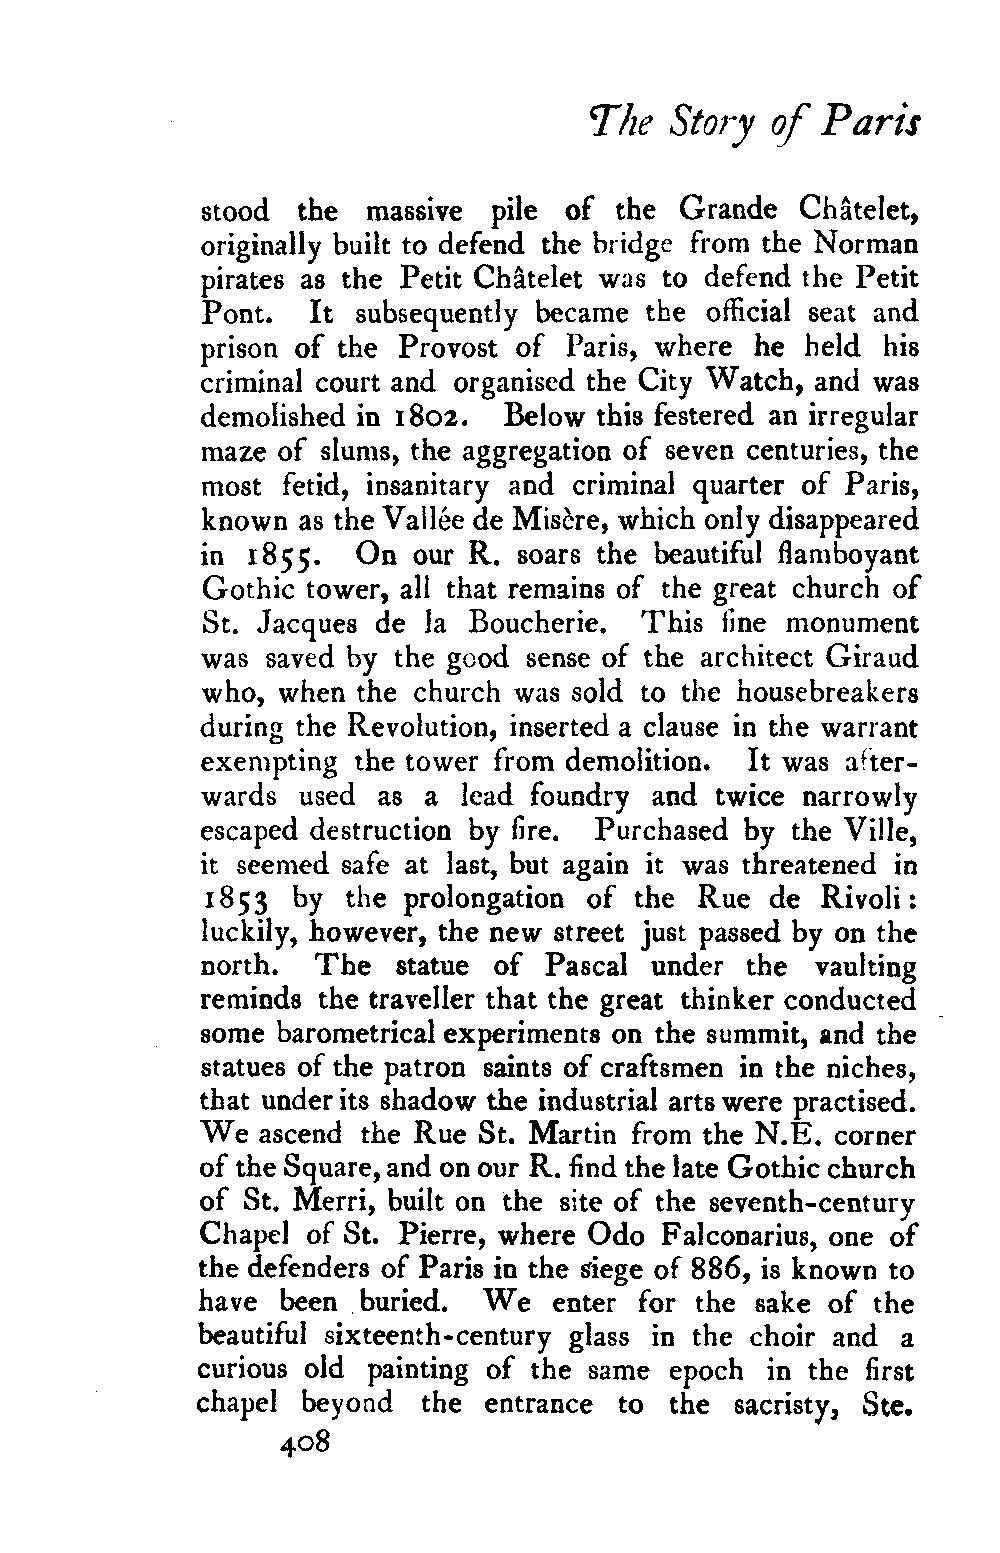 The Story of Paris
stood the massive pile of the Grande Châtelet,
originally built to defend the bridge from the Norman
pirates as the Petit Châtelet was to defend the Petit
Pont. It subsequently became the official seat and
prison of the Provost of Paris, where he held his
criminal court and organised the City Watch, and was
demolished in 1802. Below this festered an irregular
maze of slums, the aggregation of seven centuries, the
most fetid, insanitary and criminal quarter of Paris,
known as the Vallée de Misère, which only disappeared
in 1855. On our R. soars the beautiful flamboyant
Gothic tower, all that remains of the great church of
St. Jacques de la Boucherie. This fine monument
was saved by the good sense of the architect Giraud
who, when the church was sold to the housebreakers
during the Revolution, inserted a clause in the warrant
exempting the tower from demolition. It was after-
wards used as a lead foundry and twice narrowly
escaped destruction by fire. Purchased by the Ville,
it seemed safe at last, but again it was threatened in
1853 by the prolongation of the Rue de Rivoli:
luckily, however, the new street just passed by on the
north. The statue of Pascal under the vaulting
reminds the traveller that the great thinker conducted
some barometrical experiments on the summit, and the
statues of the patron saints of craftsmen in the niches,
that under its shadow the industrial arts were practised.
We ascend the Rue St. Martin from the N.E. corner
of the Square, and on our R. find the late Gothic church
of St. Merri, built on the site of the seventh-century
Chapel of St. Pierre, where Odo Falconarius, one of
the defenders of Paris in the siege of 886, is known to
have been buried. We enter for the sake of the
beautiful sixteenth-century glass in the choir and a
curious old painting of the same epoch in the first
chapel beyond the entrance to the sacristy, Ste.
408